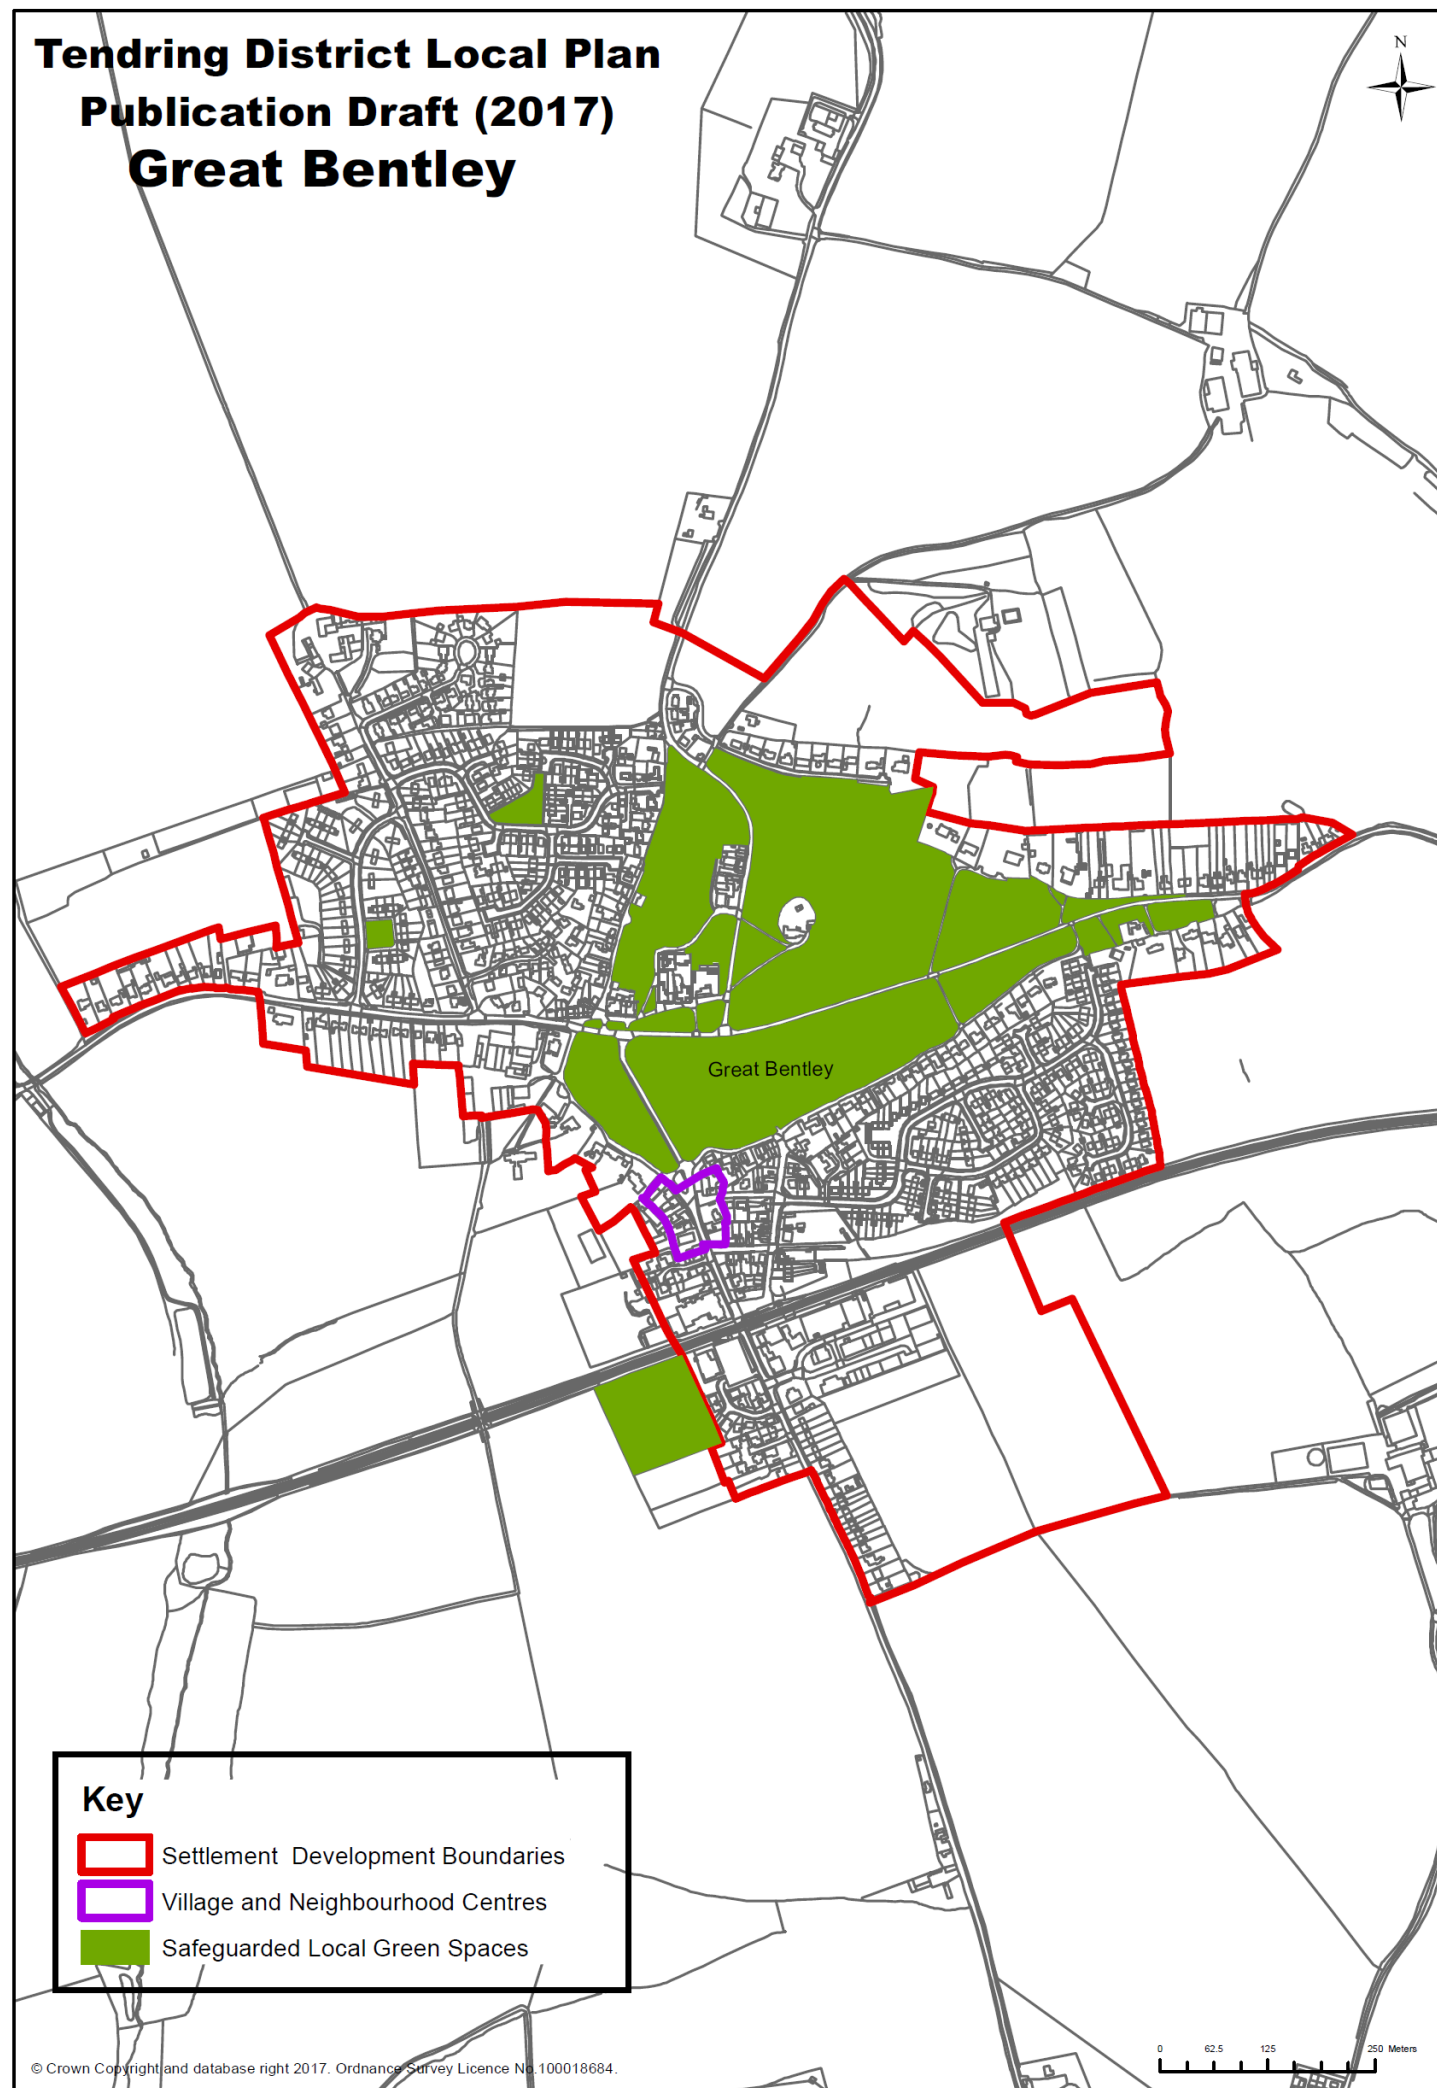 Tendring District Local Plan
Publication Draft (2017)
Great Bentley
N
Great Bentley
Key
Settlement Development Boundaries
Village and Neighbourhood Centres
Safeguarded Local Green Spaces
© Crown Copyright and database right 2017. Ordnance Survey Licence No.100018684.
0 62.5 125 250 Meters